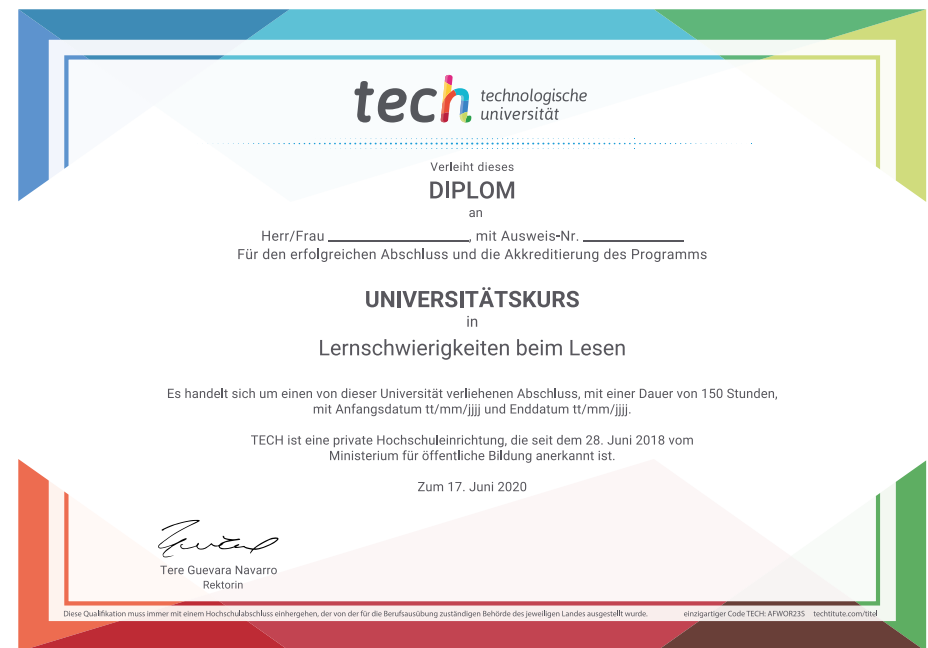 tech technologische
universität
Verleiht dieses
DIPLOM
an
Herr/Frau ____________________, mit Ausweis-Nr. ______________
Für den erfolgreichen Abschluss und die Akkreditierung des Programms
UNIVERSITÄTSKURS
in
Lernschwierigkeiten beim Lesen
Es handelt sich um einen von dieser Universität verliehenen Abschluss, mit einer Dauer von 150 Stunden,
mit Anfangsdatum tt/mm/jjjj und Enddatum tt/mm/jjjj.
TECH ist eine private Hochschuleinrichtung, die seit dem 28. Juni 2018 vom
Ministerium für öffentliche Bildung anerkannt ist.
Zum 17. Juni 2020
Tere Guevara Navarro
Rektorin
Diese Qualifikation muss immer mit einem Hochschulabschluss einhergehen, der von der für die Berufsausübung zuständigen Behörde des jeweiligen Landes ausgestellt wurde. einzigartiger Code TECH: AFWOR23S techtitute.com/titel